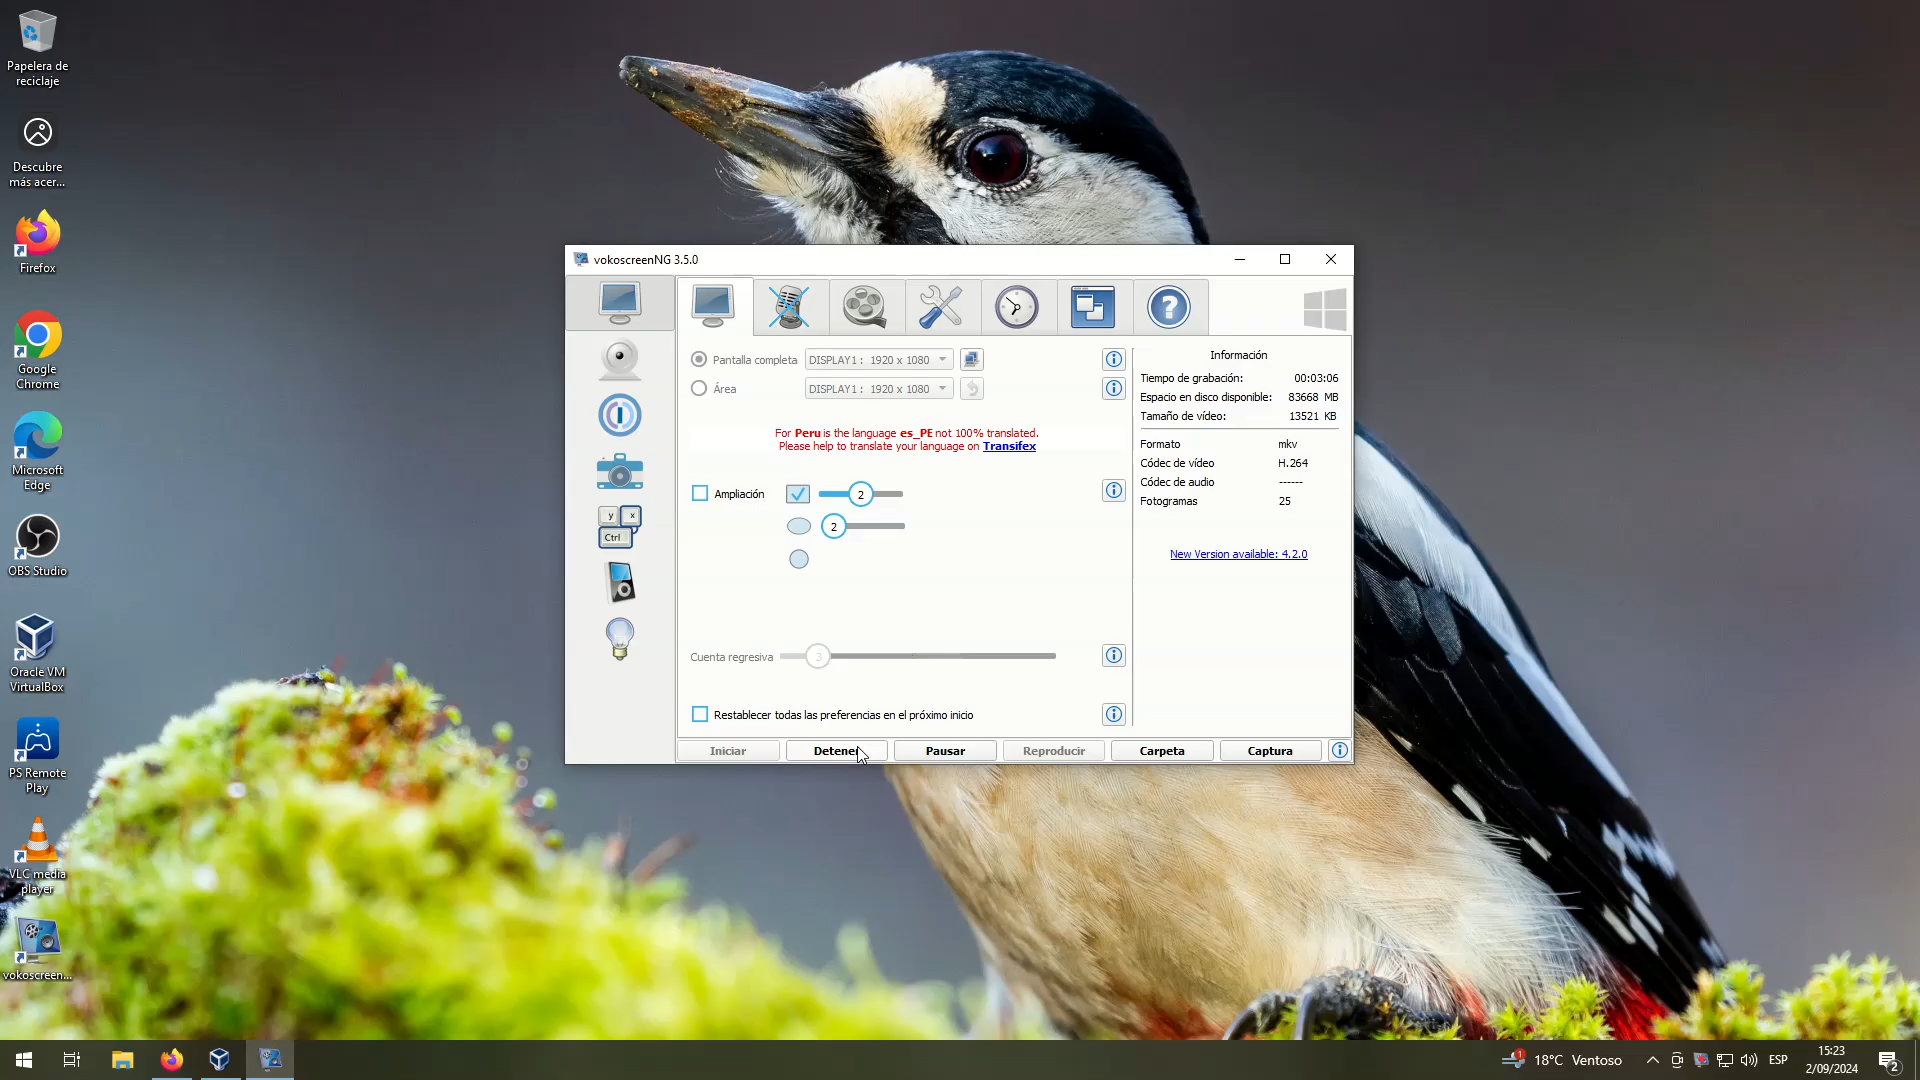 Papelera de
reciclaje
Descubre
más acer...
Firefox
Google
Chrome
Microsoft
Edge
OBS Studio
Oracle VM
VirtualBox
PS Remote
Play
VLC media
player
vokoscreen...
vokoscreenNG 3.5.0
Pantalla completa
DISPLAY1 : 1920 x 1080
Área
DISPLAY1 : 1920 x 1080
For Peru is the language es_PE not 100% translated.
Please help to translate your language on Transifex
Ampliación
2
2
y x
Ctrl
Cuenta regresiva
3
Restablecer todas las preferencias en el próximo inicio
Información
Tiempo de grabación: 00:03:06
Espacio en disco disponible: 83668 MB
Tamaño de vídeo: 13521 KB
Formato mkv
Códec de vídeo H.264
Códec de audio ------
Fotogramas 25
New Version available: 4.2.0
Iniciar
Detener
Pausar
Reproducir
Carpeta
Captura
1
18°C Ventoso
ESP
15:23
2/09/2024
2